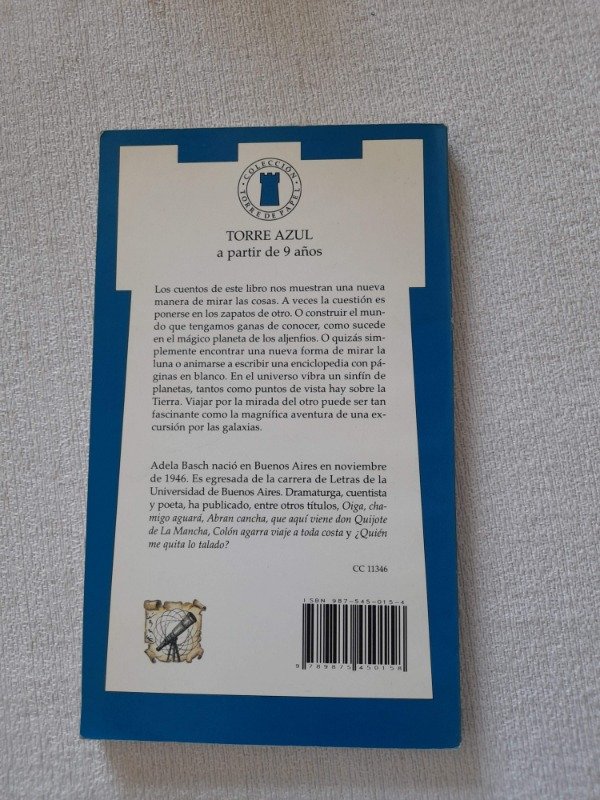 COLECCIÓN
TORRE DE PAPEL
TORRE AZUL
a partir de 9 años
Los cuentos de este libro nos muestran una nueva
manera de mirar las cosas. A veces la cuestión es
ponerse en los zapatos de otro. O construir el mun-
do que tengamos ganas de conocer, como sucede
en el mágico planeta de los aljenfios. O quizás sim-
plemente encontrar una nueva forma de mirar la
luna o animarse a escribir una enciclopedia con pá-
ginas en blanco. En el universo vibra un sinfín de
planetas, tantos como puntos de vista hay sobre la
Tierra. Viajar por la mirada del otro puede ser tan
fascinante como la magnífica aventura de una ex-
cursión por las galaxias.
Adela Basch nació en Buenos Aires en noviembre
de 1946. Es egresada de la carrera de Letras de la
Universidad de Buenos Aires. Dramaturga, cuentista
y poeta, ha publicado, entre otros títulos, Oiga, cha-
migo aguará, Abran cancha, que aquí viene don Quijote
de La Mancha, Colón agarra viaje a toda costa y ¿Quién
me quita lo talado?
CC 11346
ISBN 987-545-015-4
9 789875 450158